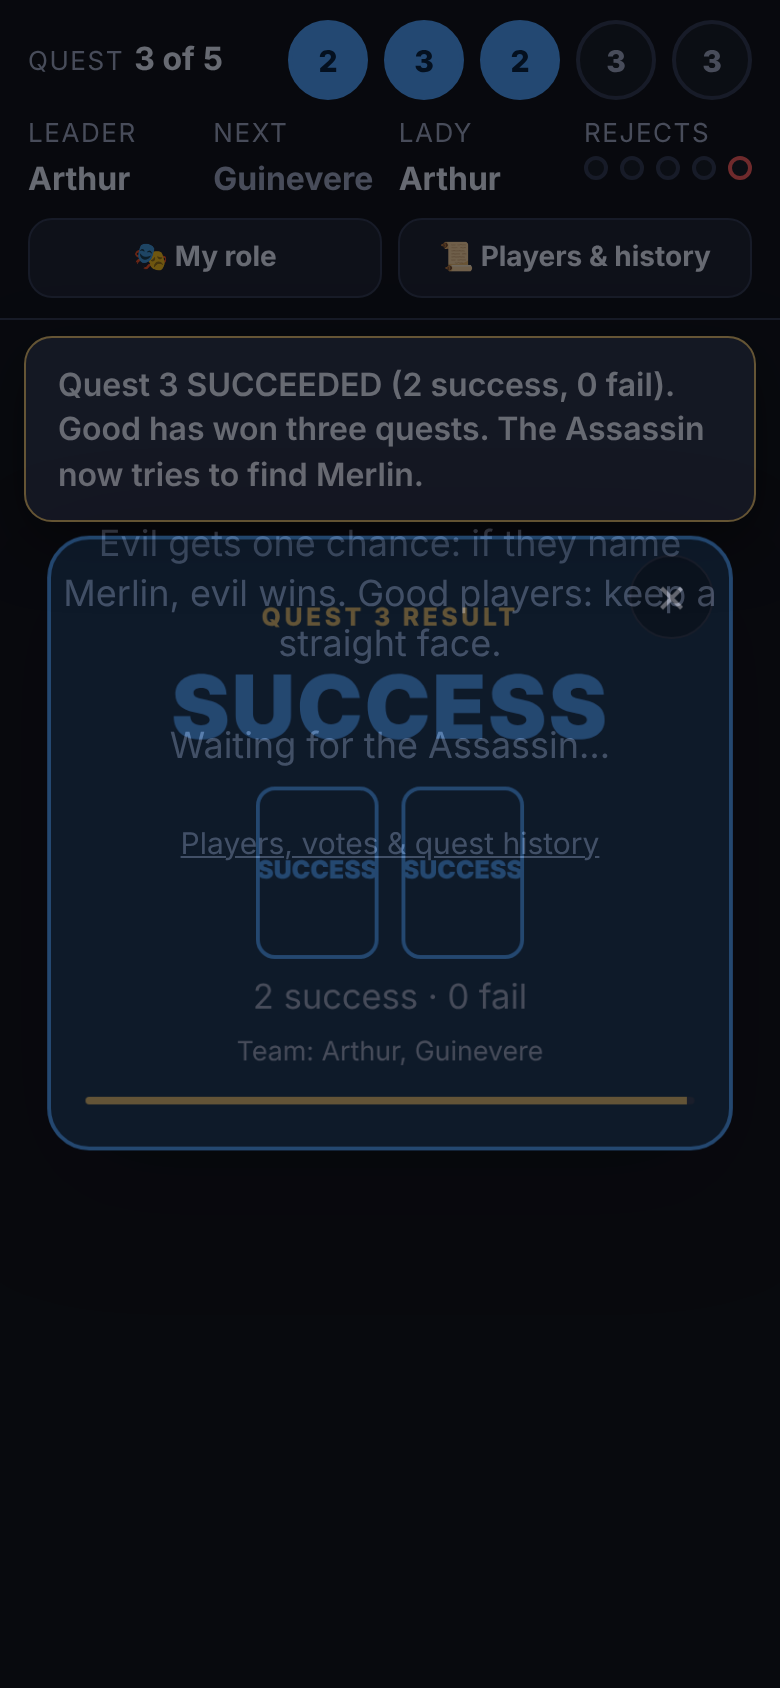 QUEST 3 of 5 2 3 2 3 3
LEADER NEXT LADY REJECTS
Arthur Guinevere Arthur
🎭 My role 📜 Players & history
Quest 3 SUCCEEDED (2 success, 0 fail).
Good has won three quests. The Assassin
now tries to find Merlin.
Evil gets one chance: if they name
Merlin, evil wins. Good players: keep a
straight face.
QUEST 3 RESULT
SUCCESS
Waiting for the Assassin...
Players, votes & quest history
SUCCESS SUCCESS
2 success · 0 fail
Team: Arthur, Guinevere